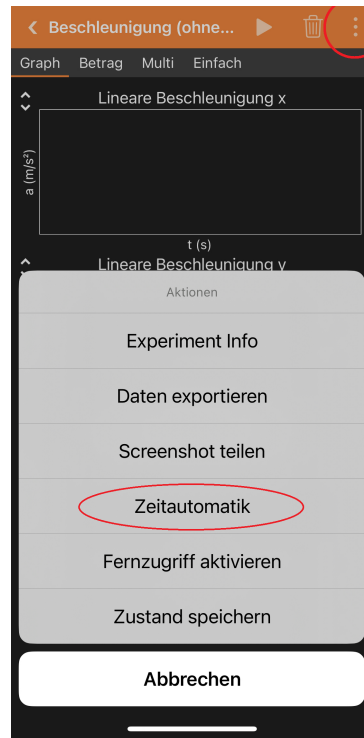 Beschleunigung (ohne...
Graph Betrag Multi Einfach
Lineare Beschleunigung x
a (m/s²)
t (s)
Lineare Beschleunigung y
Aktionen
Experiment Info
Daten exportieren
Screenshot teilen
Zeitautomatik
Fernzugriff aktivieren
Zustand speichern
Abbrechen